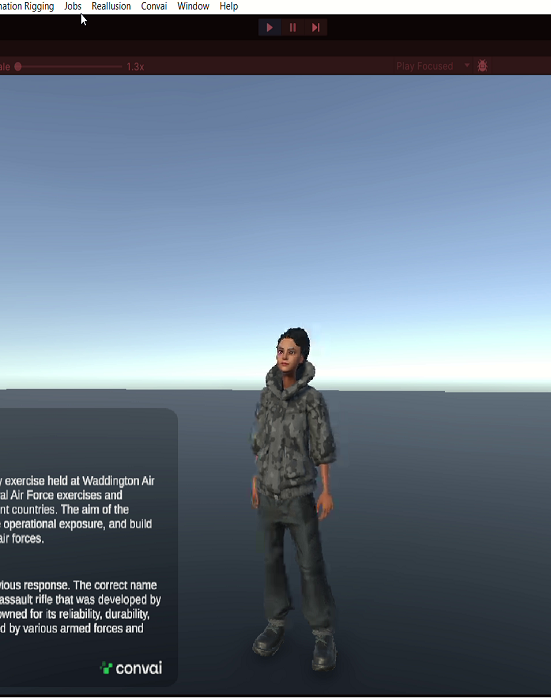 nation Rigging Jobs Reallusion Convai Window Help
ale 1.3x Play Focused
y exercise held at Waddington Air
al Air Force exercises and
nt countries. The aim of the
operational exposure, and build
air forces.
vious response. The correct name
assault rifle that was developed by
owned for its reliability, durability,
d by various armed forces and
convai